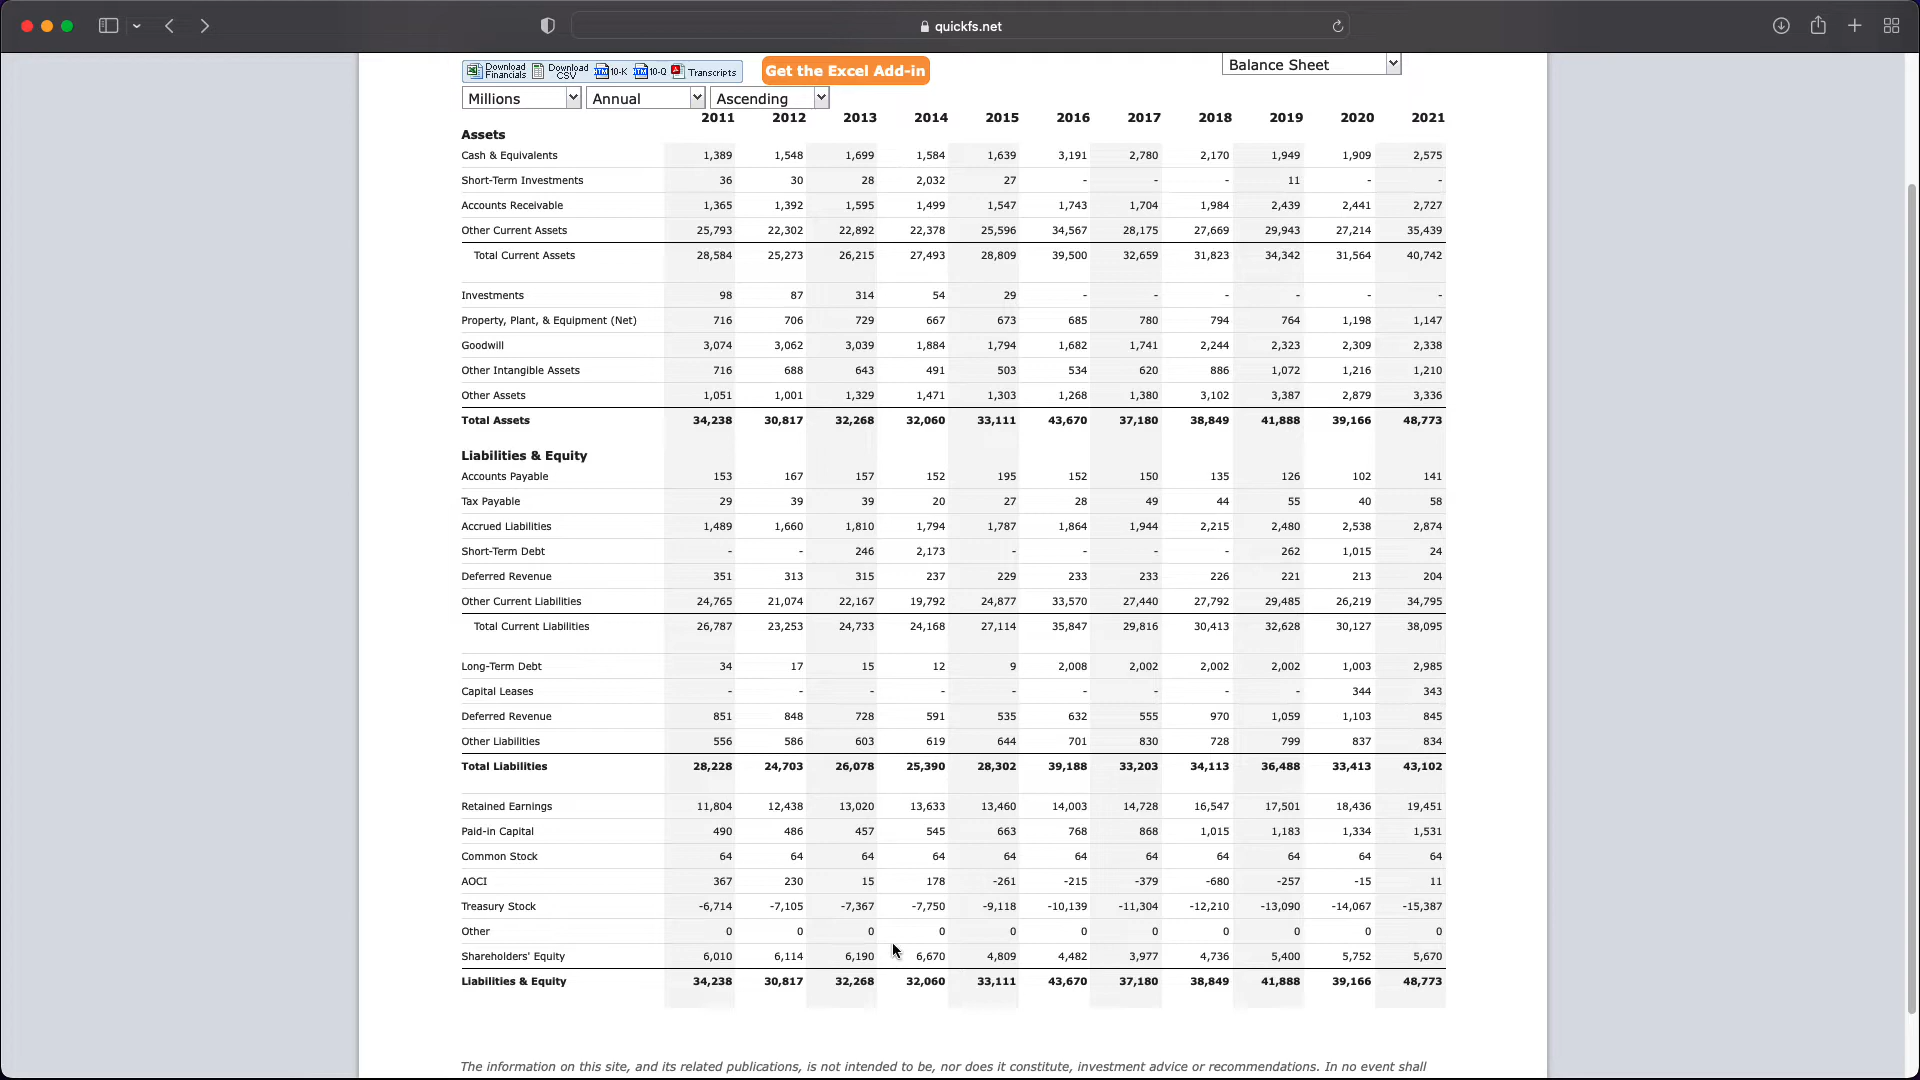 quickfs.net
Download Financials Download CSV 10-K 10-Q Transcripts Get the Excel Add-in Balance Sheet
Millions Annual Ascending
2011 2012 2013 2014 2015 2016 2017 2018 2019 2020 2021
Assets
Cash & Equivalents 1,389 1,548 1,699 1,584 1,639 3,191 2,780 2,170 1,949 1,909 2,575
Short-Term Investments 36 30 28 2,032 27 - - - 11 - -
Accounts Receivable 1,365 1,392 1,595 1,499 1,547 1,743 1,704 1,984 2,439 2,441 2,727
Other Current Assets 25,793 22,302 22,892 22,378 25,596 34,567 28,175 27,669 29,943 27,214 35,439
Total Current Assets 28,584 25,273 26,215 27,493 28,809 39,500 32,659 31,823 34,342 31,564 40,742
Investments 98 87 314 54 29 - - - - - -
Property, Plant, & Equipment (Net) 716 706 729 667 673 685 780 794 764 1,198 1,147
Goodwill 3,074 3,062 3,039 1,884 1,794 1,682 1,741 2,244 2,323 2,309 2,338
Other Intangible Assets 716 688 643 491 503 534 620 886 1,072 1,216 1,210
Other Assets 1,051 1,001 1,329 1,471 1,303 1,268 1,380 3,102 3,387 2,879 3,336
Total Assets 34,238 30,817 32,268 32,060 33,111 43,670 37,180 38,849 41,888 39,166 48,773
Liabilities & Equity
Accounts Payable 153 167 157 152 195 152 150 135 126 102 141
Tax Payable 29 39 39 20 27 28 49 44 55 40 58
Accrued Liabilities 1,489 1,660 1,810 1,794 1,787 1,864 1,944 2,215 2,480 2,538 2,874
Short-Term Debt - - 246 2,173 - - - - 262 1,015 24
Deferred Revenue 351 313 315 237 229 233 233 226 221 213 204
Other Current Liabilities 24,765 21,074 22,167 19,792 24,877 33,570 27,440 27,792 29,485 26,219 34,795
Total Current Liabilities 26,787 23,253 24,733 24,168 27,114 35,847 29,816 30,413 32,628 30,127 38,095
Long-Term Debt 34 17 15 12 9 2,008 2,002 2,002 2,002 1,003 2,985
Capital Leases - - - - - - - - - 344 343
Deferred Revenue 851 848 728 591 535 632 555 970 1,059 1,103 845
Other Liabilities 556 586 603 619 644 701 830 728 799 837 834
Total Liabilities 28,228 24,703 26,078 25,390 28,302 39,188 33,203 34,113 36,488 33,413 43,102
Retained Earnings 11,804 12,438 13,020 13,633 13,460 14,003 14,728 16,547 17,501 18,436 19,451
Paid-in Capital 490 486 457 545 663 768 868 1,015 1,183 1,334 1,531
Common Stock 64 64 64 64 64 64 64 64 64 64 64
AOCI 367 230 15 178 -261 -215 -379 -680 -257 -15 11
Treasury Stock -6,714 -7,105 -7,367 -7,750 -9,118 -10,139 -11,304 -12,210 -13,090 -14,067 -15,387
Other 0 0 0 0 0 0 0 0 0 0 0
Shareholders' Equity 6,010 6,114 6,190 6,670 4,809 4,482 3,977 4,736 5,400 5,752 5,670
Liabilities & Equity 34,238 30,817 32,268 32,060 33,111 43,670 37,180 38,849 41,888 39,166 48,773
The information on this site, and its related publications, is not intended to be, nor does it constitute, investment advice or recommendations. In no event shall